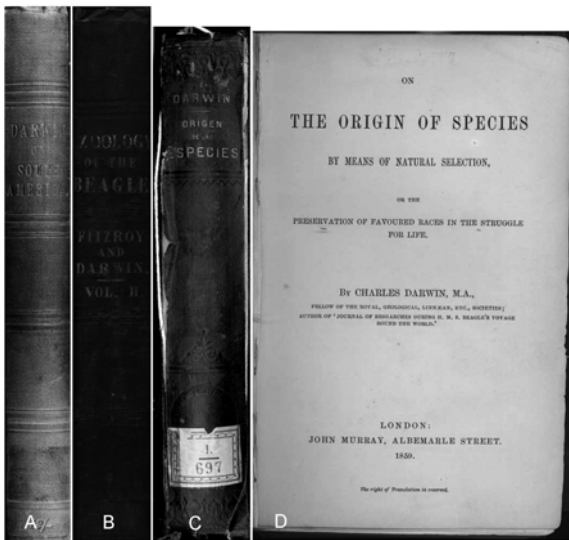 DARWIN
ON
SOUTH
AMERICA
A
ZOOLOGY
OF THE
BEAGLE
FITZROY
AND
DARWIN.
VOL. II
B
DARWIN
ORIGEN
DE LAS
ESPECIES
1.
697
C
ON
THE ORIGIN OF SPECIES
BY MEANS OF NATURAL SELECTION,
OR THE
PRESERVATION OF FAVOURED RACES IN THE STRUGGLE
FOR LIFE.
BY CHARLES DARWIN, M.A.,
FELLOW OF THE ROYAL, GEOLOGICAL, LINNÆAN, ETC., SOCIETIES;
AUTHOR OF 'JOURNAL OF RESEARCHES DURING H. M. S. BEAGLE'S VOYAGE
ROUND THE WORLD.'
LONDON:
JOHN MURRAY, ALBEMARLE STREET.
1859.
The right of Translation is reserved.
D